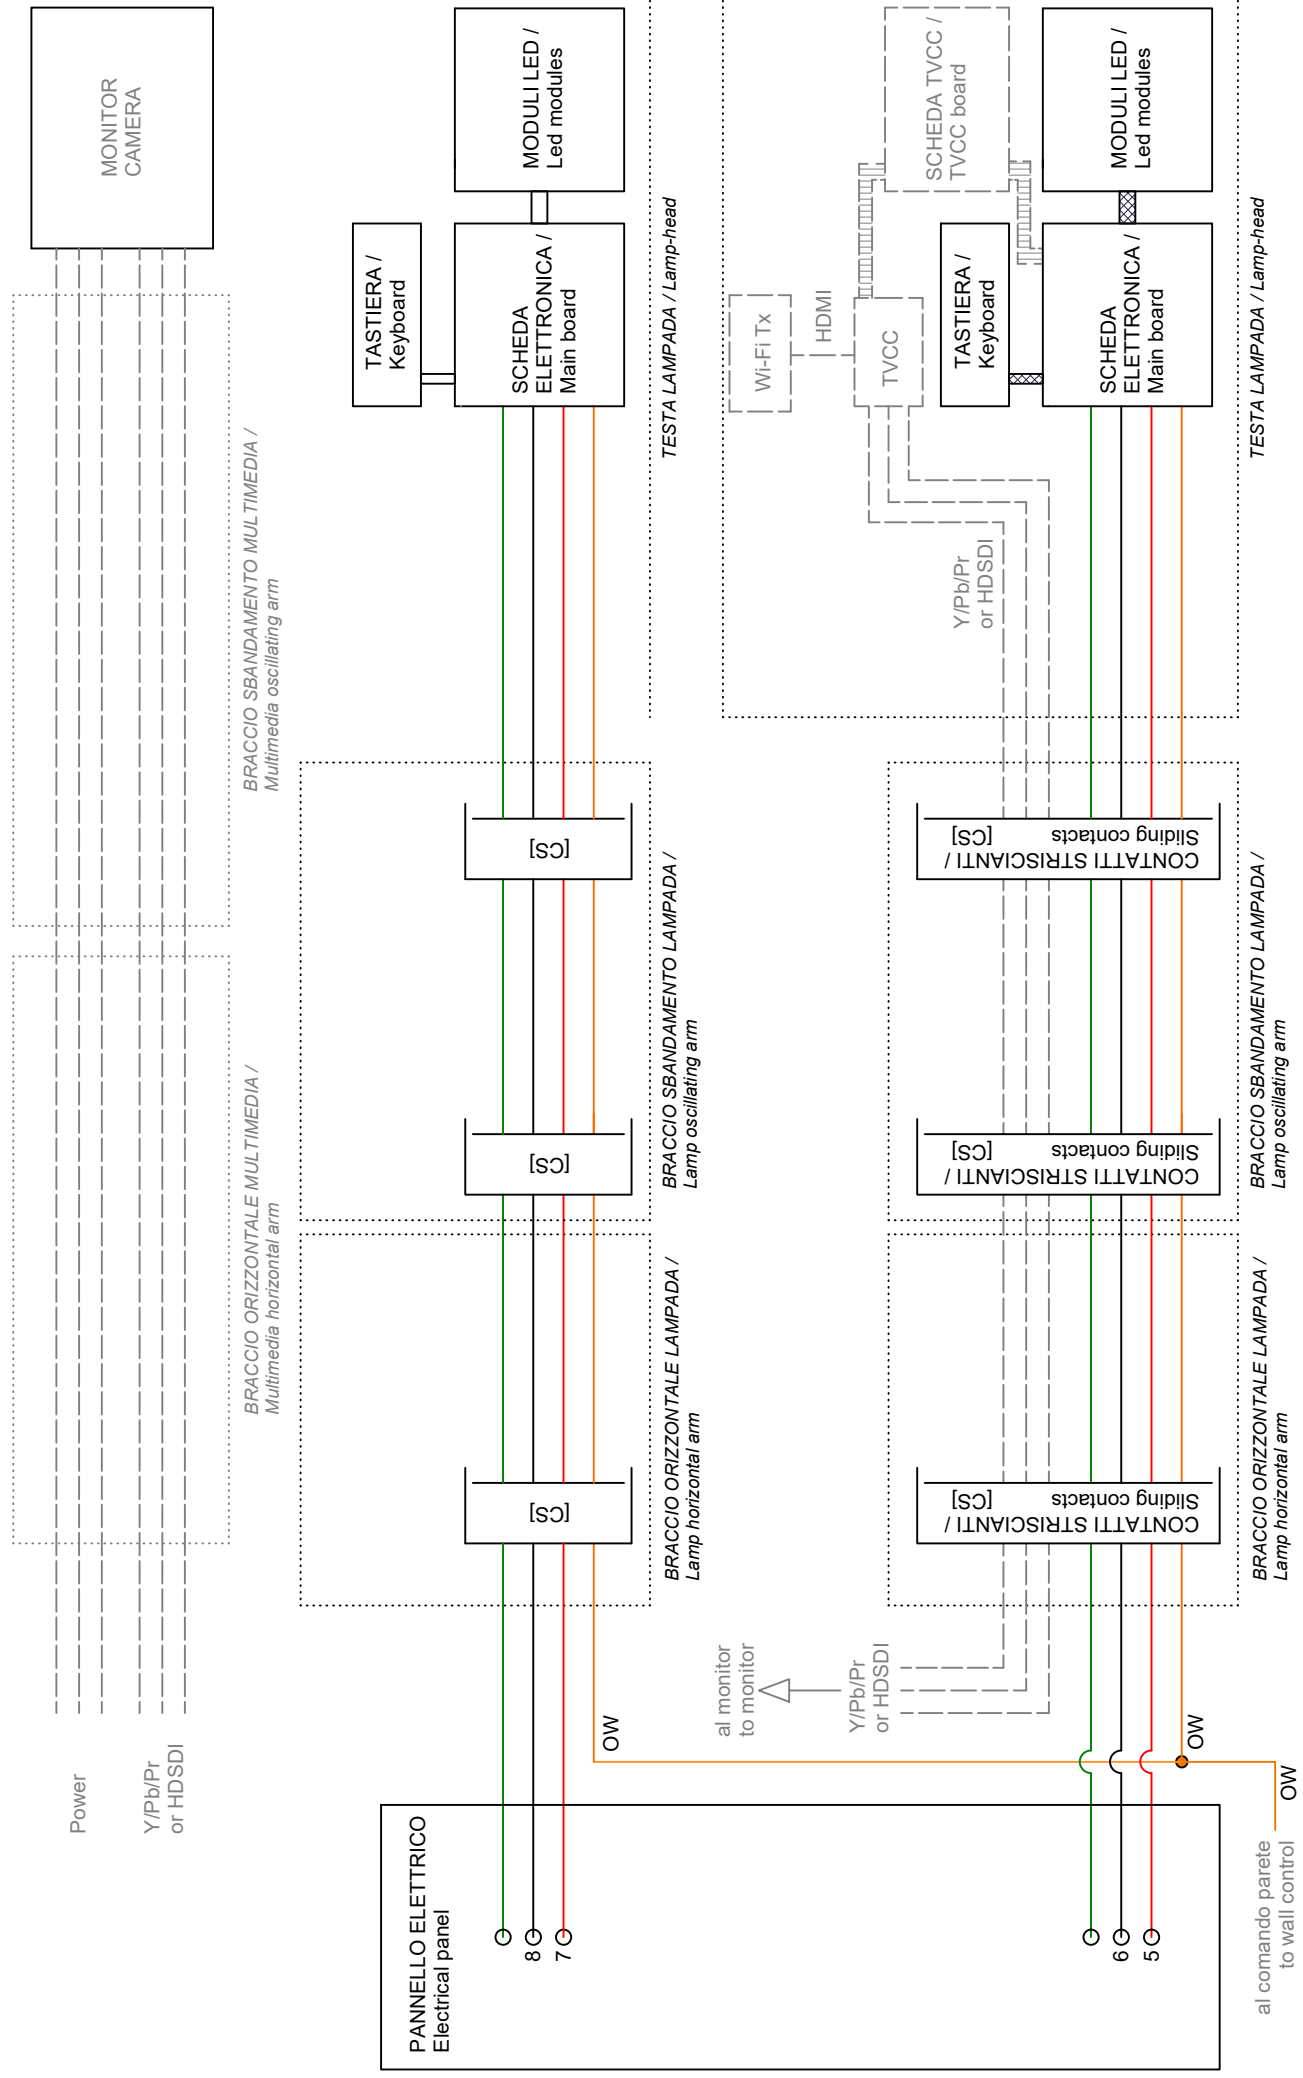 MONITOR
CAMERA
BRACCIO SBANDAMENTO MULTIMEDIA /
Multimedia oscillating arm
BRACCIO ORIZZONTALE MULTIMEDIA /
Multimedia horizontal arm
Power
Y/Pb/Pr
or HDSDI
MODULI LED /
Led modules
TASTIERA /
Keyboard
SCHEDA
ELETTRONICA /
Main board
TESTA LAMPADA / Lamp-head
[CS]
[CS]
BRACCIO SBANDAMENTO LAMPADA /
Lamp oscillating arm
[CS]
BRACCIO ORIZZONTALE LAMPADA /
Lamp horizontal arm
OW
PANNELLO ELETTRICO
Electrical panel
8
7
6
5
SCHEDA TVCC /
TVCC board
MODULI LED /
Led modules
Wi-Fi Tx
HDMI
TVCC
TASTIERA /
Keyboard
SCHEDA
ELETTRONICA /
Main board
TESTA LAMPADA / Lamp-head
Y/Pb/Pr
or HDSDI
CONTATTI STRISCIANTI /
Sliding contacts [CS]
CONTATTI STRISCIANTI /
Sliding contacts [CS]
BRACCIO SBANDAMENTO LAMPADA /
Lamp oscillating arm
CONTATTI STRISCIANTI /
Sliding contacts [CS]
BRACCIO ORIZZONTALE LAMPADA /
Lamp horizontal arm
al monitor
to monitor
Y/Pb/Pr
or HDSDI
OW
OW
al comando parete
to wall control